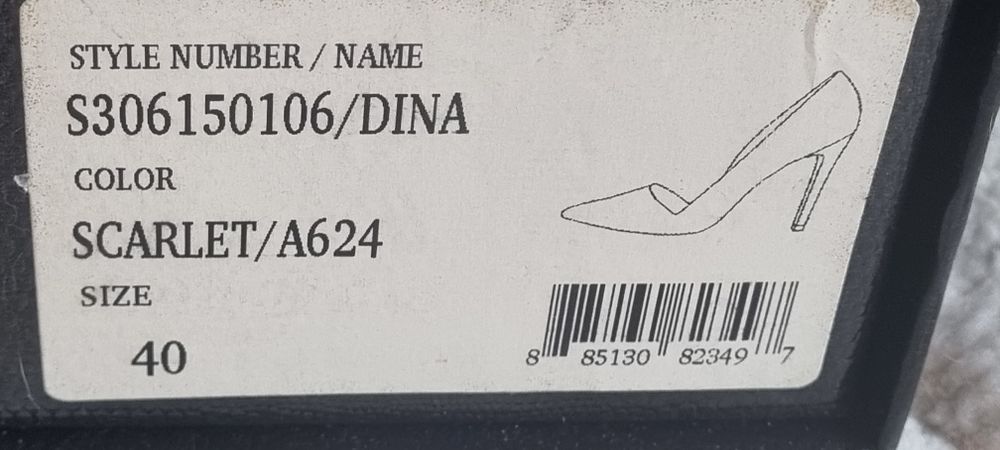 STYLE NUMBER / NAME
S306150106/DINA
COLOR
SCARLET/A624
SIZE
40
8 85130 82349 7